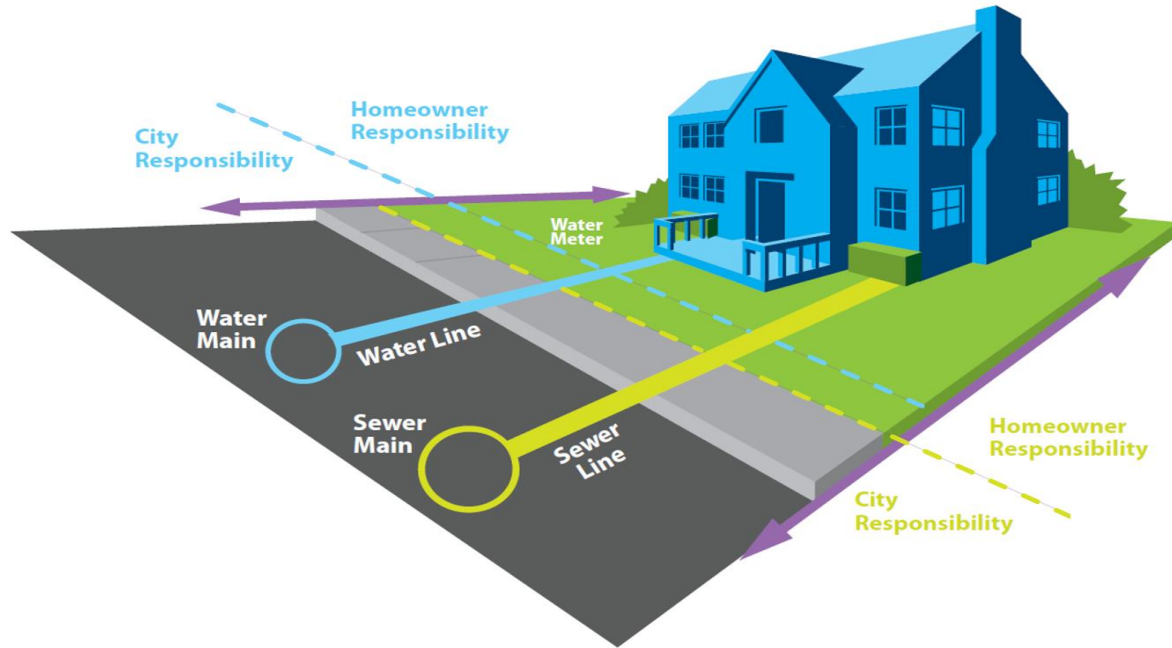 Homeowner
Responsibility
City
Responsibility
Water
Meter
Water
Main
Water Line
Sewer
Main
Sewer
Line
Homeowner
Responsibility
City
Responsibility